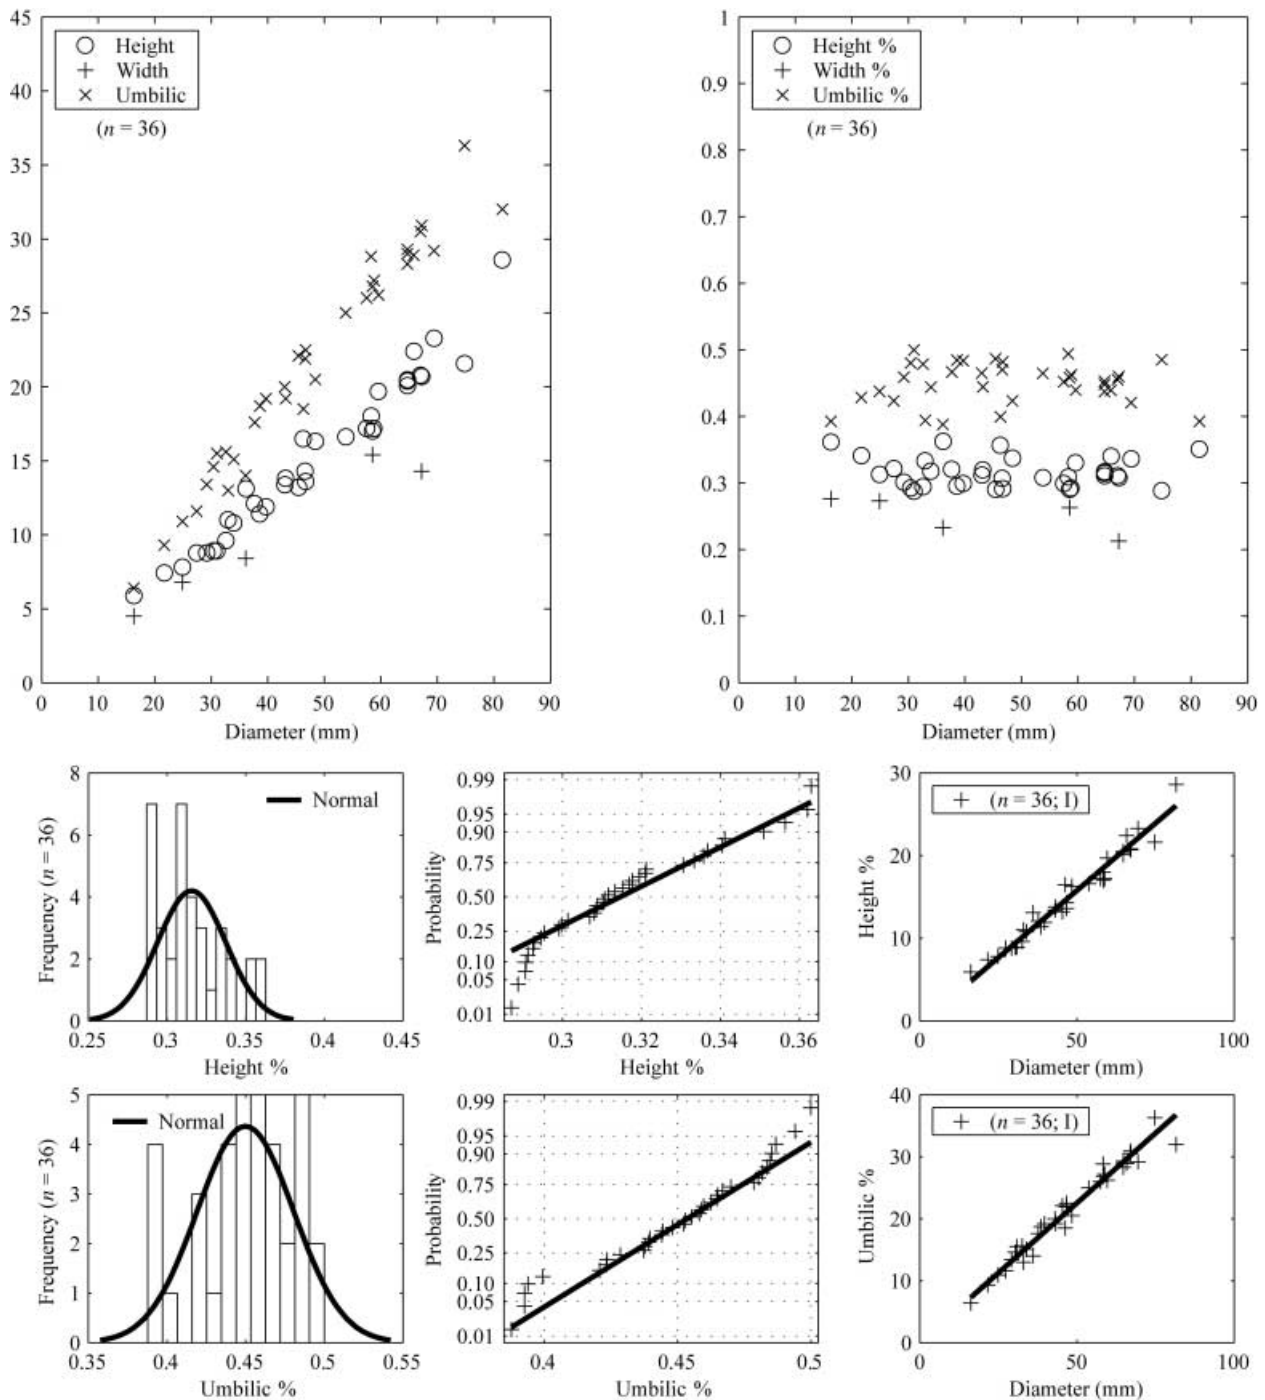 45
40
35
30
25
20
15
10
5
0
Height
Width
Umbilic
(n = 36)
0 10 20 30 40 50 60 70 80 90
Diameter (mm)
1
0.9
0.8
0.7
0.6
0.5
0.4
0.3
0.2
0.1
0
Height %
Width %
Umbilic %
(n = 36)
0 10 20 30 40 50 60 70 80 90
Diameter (mm)
Frequency (n = 36)
8
6
4
2
0
Normal
0.25 0.3 0.35 0.4 0.45
Height %
Probability
0.99
0.95
0.90
0.75
0.50
0.25
0.10
0.05
0.01
0.3 0.32 0.34 0.36
Height %
Height %
30
20
10
0
(n = 36; I)
0 50 100
Diameter (mm)
Frequency (n = 36)
5
4
3
2
1
0
Normal
0.35 0.4 0.45 0.5 0.55
Umbilic %
Probability
0.99
0.95
0.90
0.75
0.50
0.25
0.10
0.05
0.01
0.4 0.45 0.5
Umbilic %
Umbilic %
40
30
20
10
0
(n = 36; I)
0 50 100
Diameter (mm)